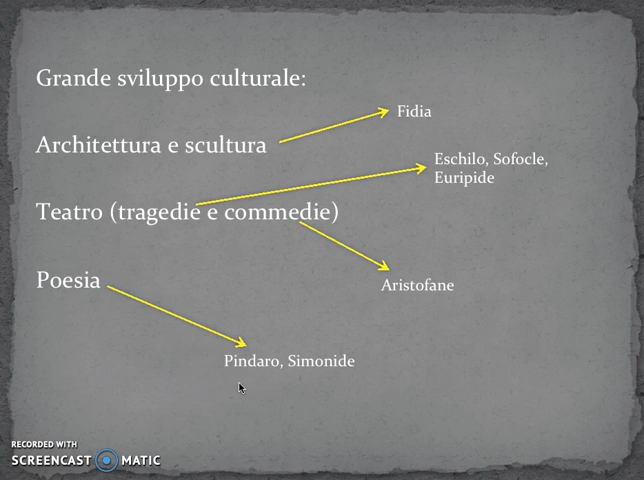 Grande sviluppo culturale:
Fidia
Architettura e scultura
Eschilo, Sofocle,
Euripide
Teatro (tragedie e commedie)
Aristofane
Poesia
Pindaro, Simonide
RECORDED WITH
SCREENCAST MATIC